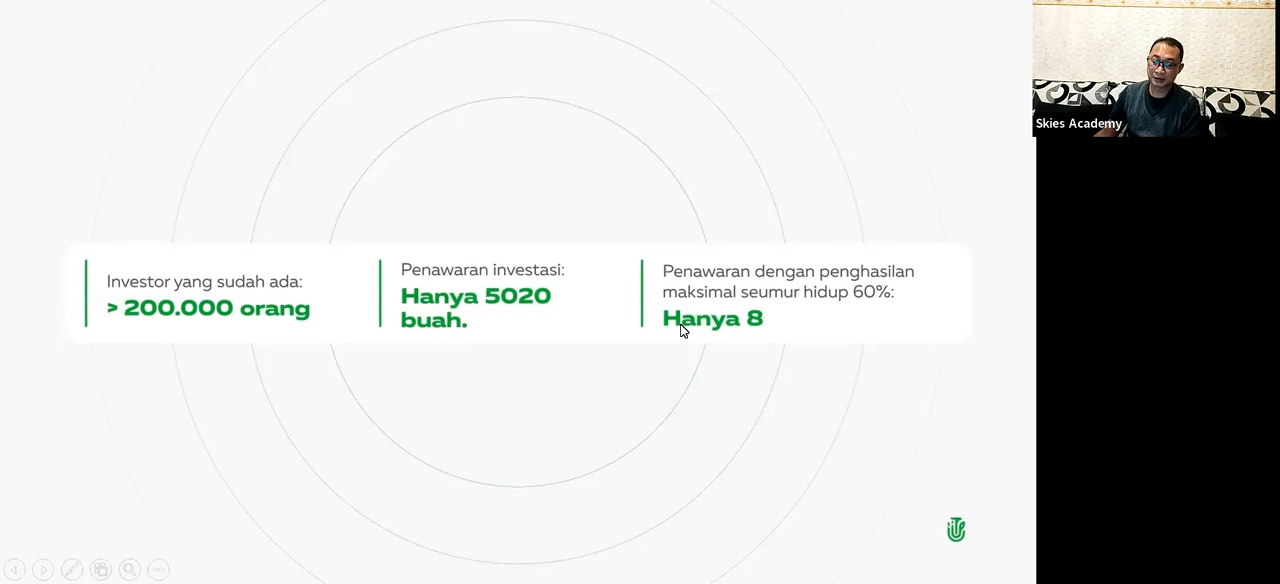 Investor yang sudah ada:
> 200.000 orang
Penawaran investasi:
Hanya 5020
buah.
Penawaran dengan penghasilan
maksimal seumur hidup 60%:
Hanya 8
Skies Academy